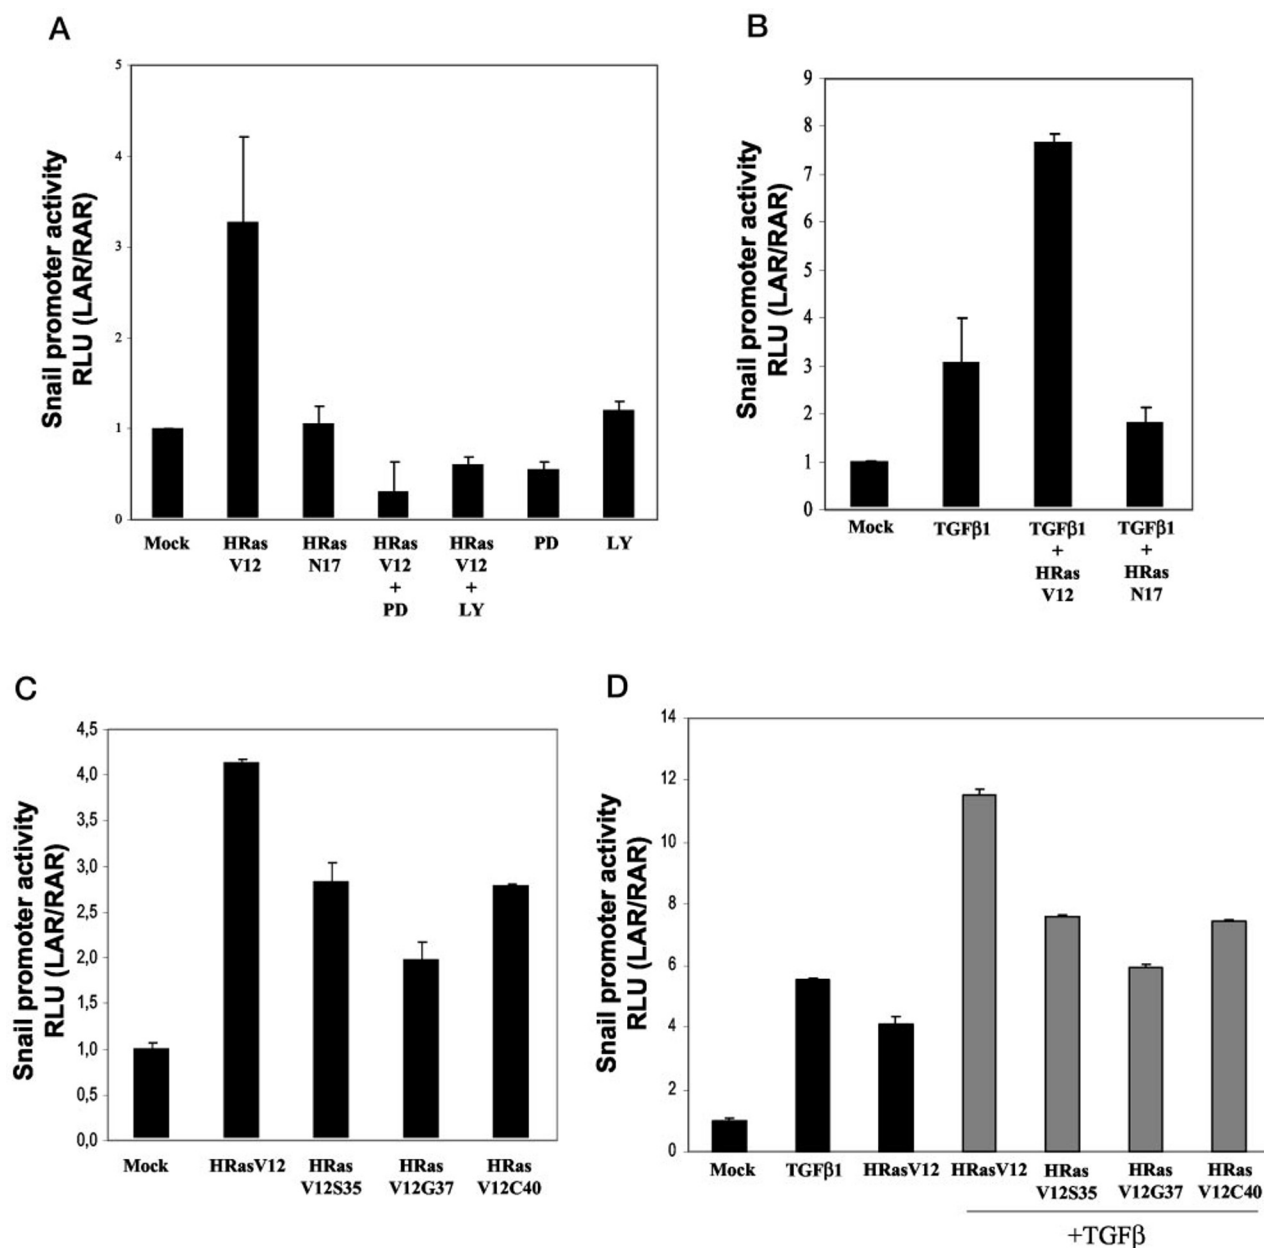 A
Snail promoter activity
RLU (LAR/RAR)
5
4
3
2
1
0
Mock
HRas
V12
HRas
N17
HRas
V12
+
PD
HRas
V12
+
LY
PD
LY
B
Snail promoter activity
RLU (LAR/RAR)
9
8
7
6
5
4
3
2
1
0
Mock
TGFβ1
TGFβ1
+
HRas
V12
TGFβ1
+
HRas
N17
C
Snail promoter activity
RLU (LAR/RAR)
4,5
4,0
3,5
3,0
2,5
2,0
1,5
1,0
0,5
0,0
Mock
HRasV12
HRas
V12S35
HRas
V12G37
HRas
V12C40
D
Snail promoter activity
RLU (LAR/RAR)
14
12
10
8
6
4
2
0
Mock
TGFβ1
HRasV12
HRasV12
HRas
V12S35
HRas
V12G37
HRas
V12C40
+TGFβ